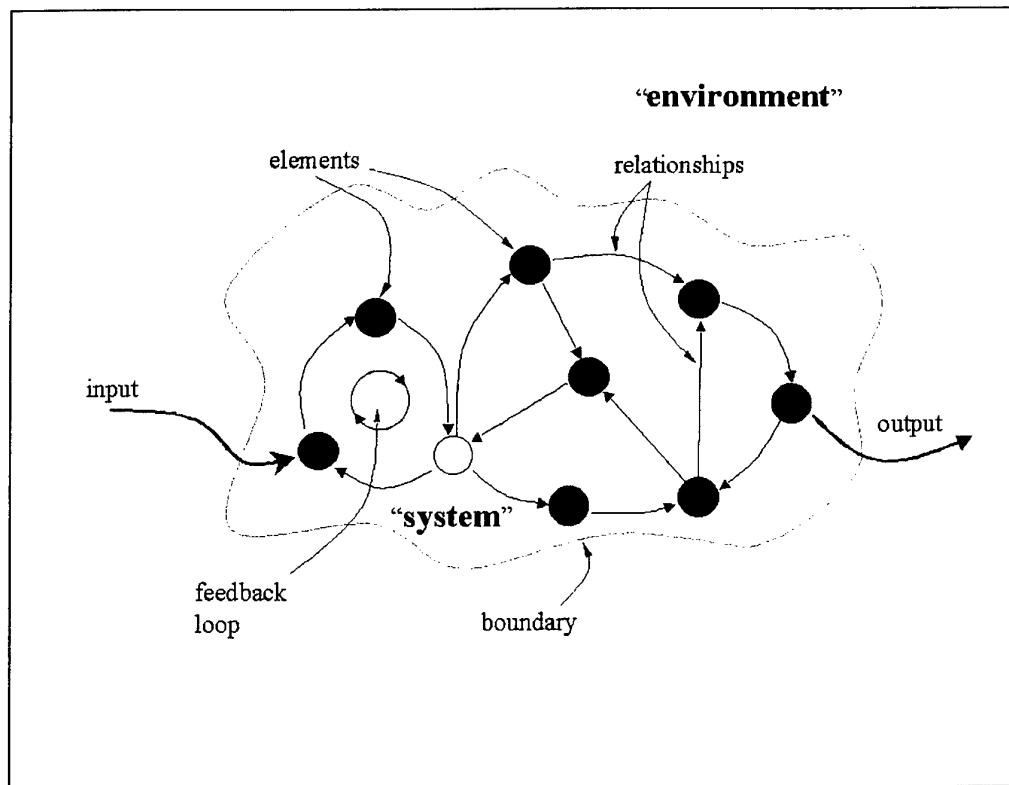 “environment”
elements
relationships
input
output
“system”
feedback
loop
boundary